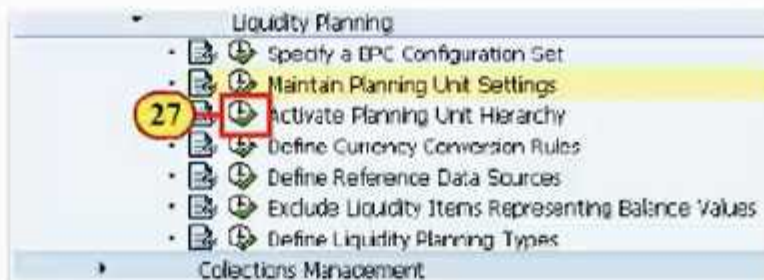 Liquidity Planning
Specify a BPC Configuration Set
Maintain Planning Unit Settings
27 Activate Planning Unit Hierarchy
Define Currency Conversion Rules
Define Reference Data Sources
Exclude Liquidity Items Representing Balance Values
Define Liquidity Planning Types
Collections Management